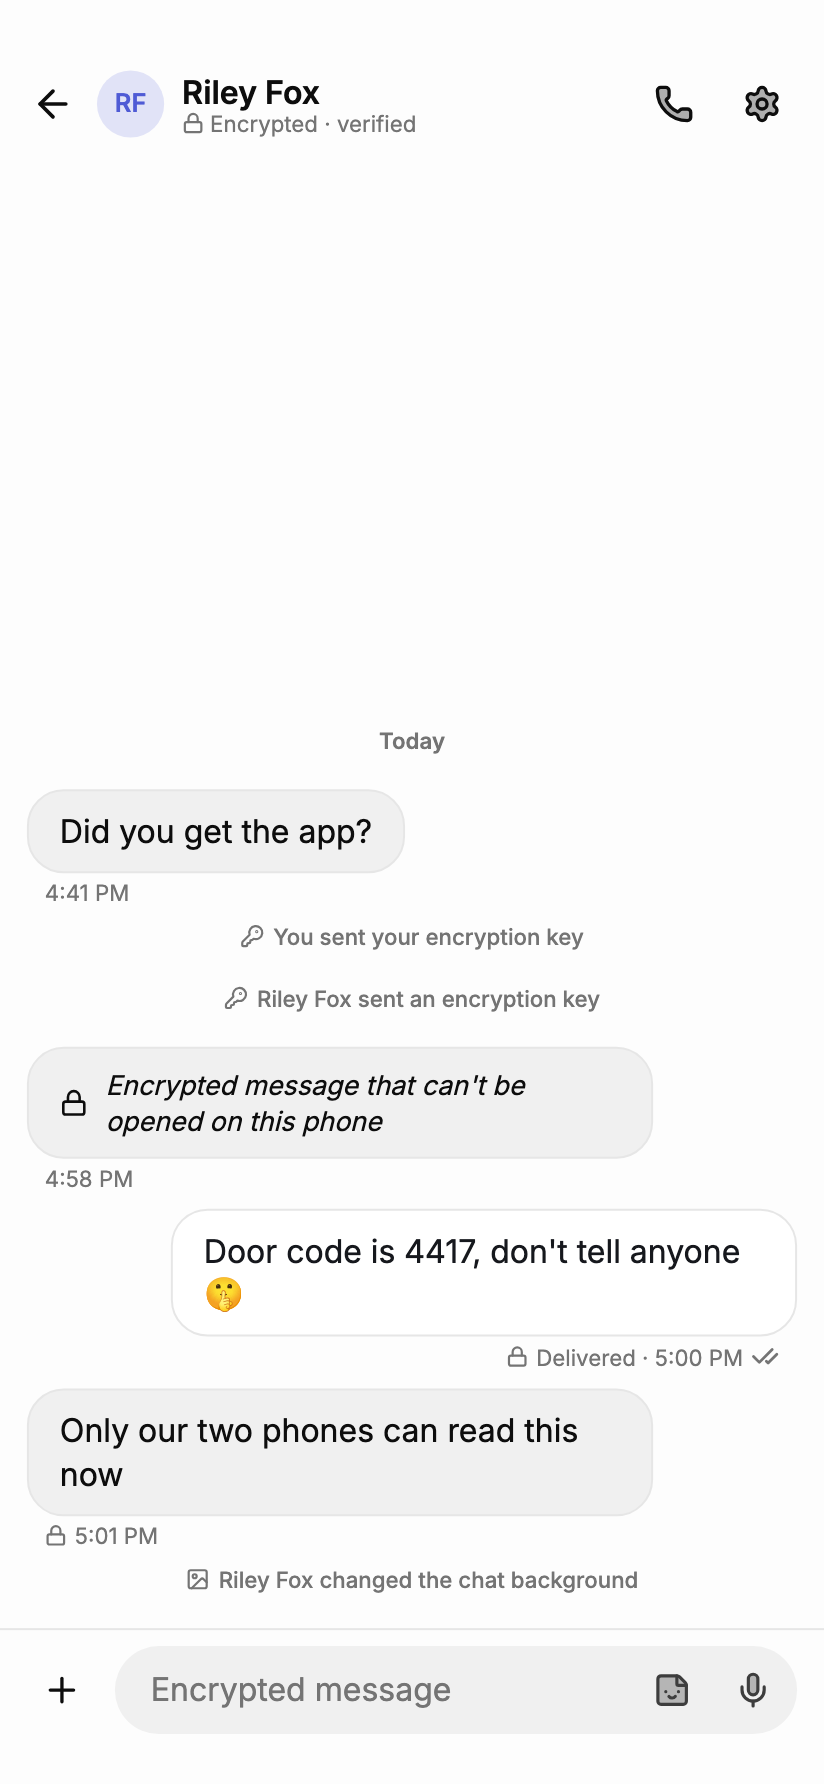 RF
Riley Fox
Encrypted · verified
Today
Did you get the app?
4:41 PM
You sent your encryption key
Riley Fox sent an encryption key
Encrypted message that can't be
opened on this phone
4:58 PM
Door code is 4417, don't tell anyone
🤫
Delivered · 5:00 PM
Only our two phones can read this
now
5:01 PM
Riley Fox changed the chat background
Encrypted message